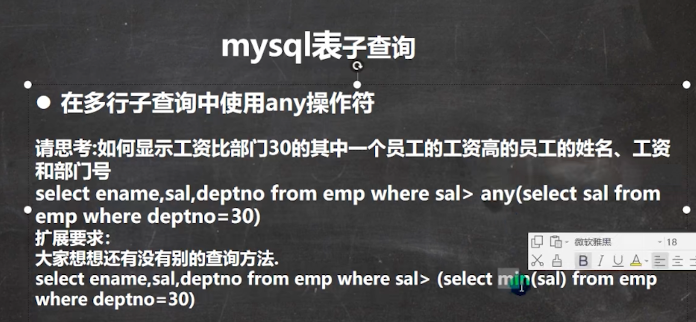 mysql表子查询
● 在多行子查询中使用any操作符
请思考:如何显示工资比部门30的其中一个员工的工资高的员工的姓名、工资
和部门号
select ename,sal,deptno from emp where sal> any(select sal from
emp where deptno=30)
扩展要求:
大家想想还有没有别的查询方法.
微软雅黑 18
B I U A
select ename,sal,deptno from emp where sal> (select min(sal) from emp
where deptno=30)